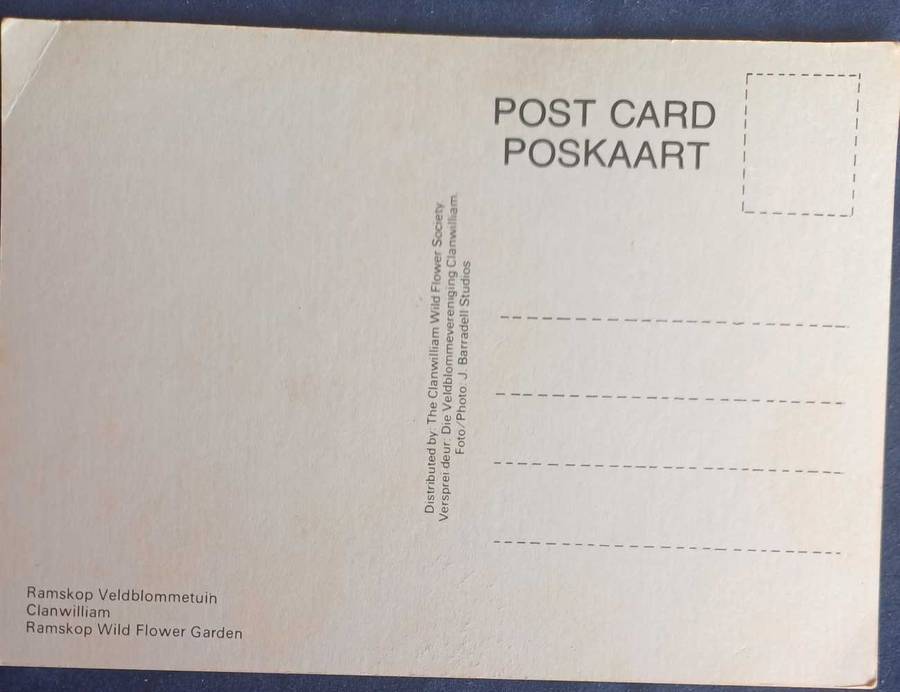 POST CARD
POSKAART
Distributed by: The Clanwilliam Wild Flower Society.
Versprei deur: Die Veldblommevereniging Clanwilliam.
Foto/Photo: J. Barradell Studios
Ramskop Veldblommetuin
Clanwilliam
Ramskop Wild Flower Garden